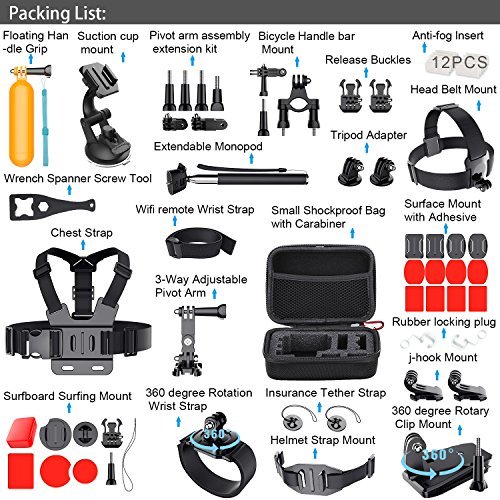 Packing List:
Floating Han
-dle Grip
Suction cup
mount
Pivot arm assembly
extension kit
Bicycle Handle bar
Mount
Release Buckles
Anti-fog Insert
12PCS
Head Belt Mount
Extendable Monopod
Tripod Adapter
Wrench Spanner Screw Tool
Wifi remote Wrist Strap
Small Shockproof Bag
with Carabiner
Surface Mount
with Adhesive
Chest Strap
3-Way Adjustable
Pivot Arm
Rubber locking plug
j-hook Mount
Surfboard Surfing Mount
360 degree Rotation
Wrist Strap
360°
Insurance Tether Strap
Helmet Strap Mount
360 degree Rotary
Clip Mount
360°